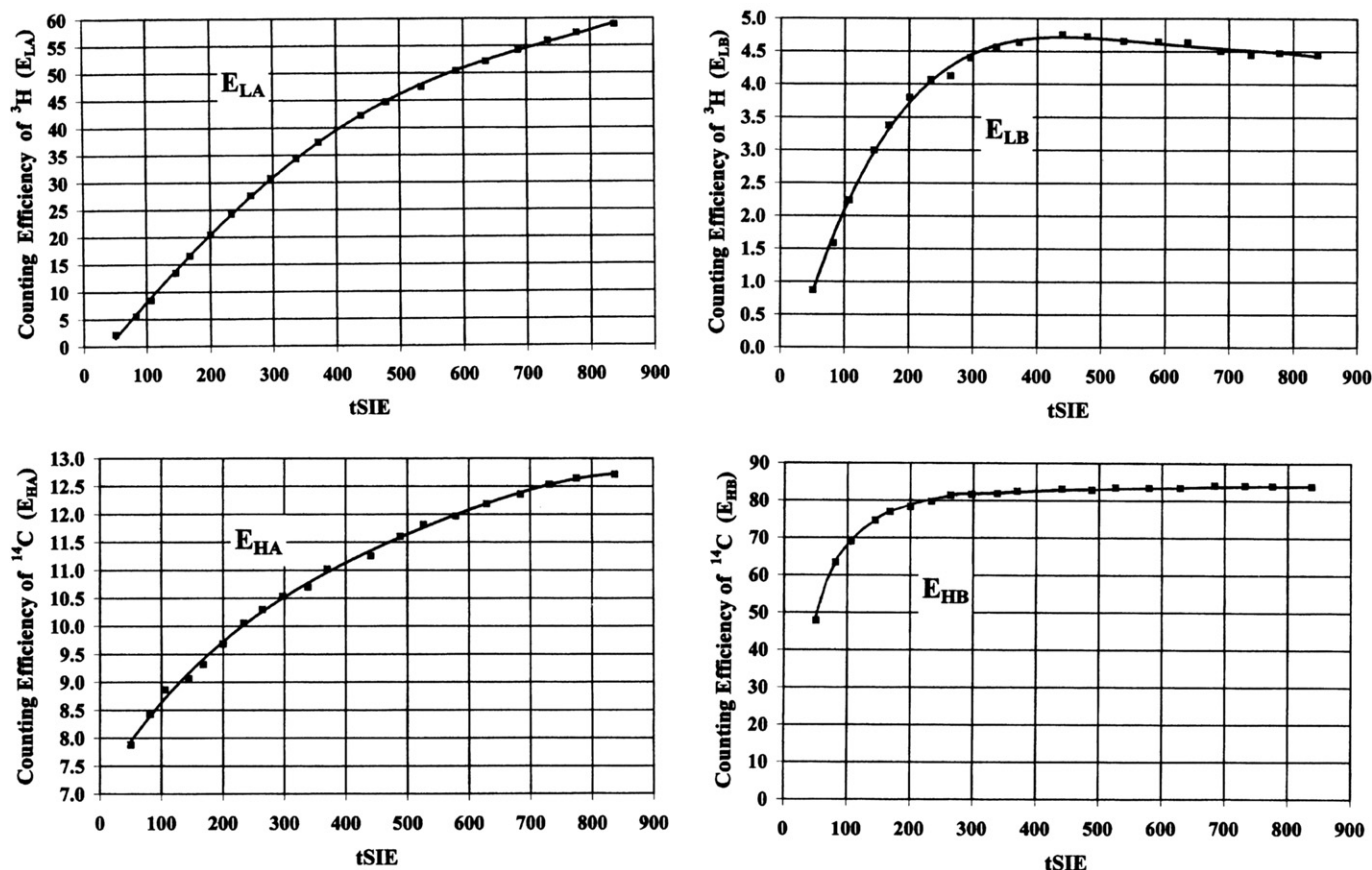 Counting Efficiency of ³H (E_LA)
60
55
50
45
40
35
30
25
20
15
10
5
0
E_LA
0 100 200 300 400 500 600 700 800 900
tSIE
Counting Efficiency of ³H (E_LB)
5.0
4.5
4.0
3.5
3.0
2.5
2.0
1.5
1.0
0.5
0.0
E_LB
0 100 200 300 400 500 600 700 800 900
tSIE
Counting Efficiency of ¹⁴C (E_HA)
13.0
12.5
12.0
11.5
11.0
10.5
10.0
9.5
9.0
8.5
8.0
7.5
7.0
E_HA
0 100 200 300 400 500 600 700 800 900
tSIE
Counting Efficiency of ¹⁴C (E_HB)
90
80
70
60
50
40
30
20
10
0
E_HB
0 100 200 300 400 500 600 700 800 900
tSIE